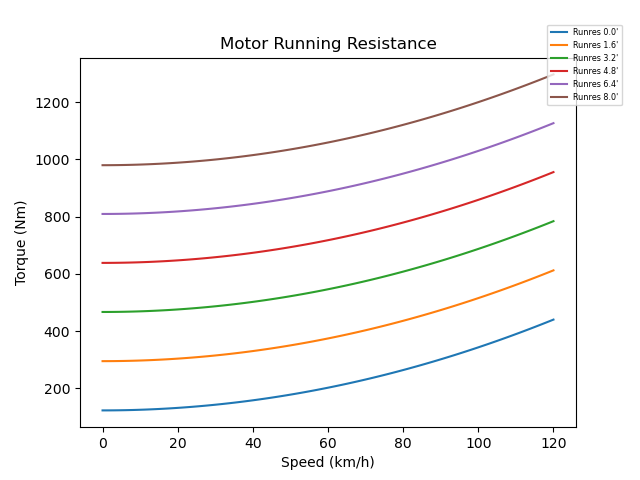 Motor Running Resistance
Runres 0.0'
Runres 1.6'
Runres 3.2'
Runres 4.8'
Runres 6.4'
Runres 8.0'
Torque (Nm)
1200
1000
800
600
400
200
0 20 40 60 80 100 120
Speed (km/h)